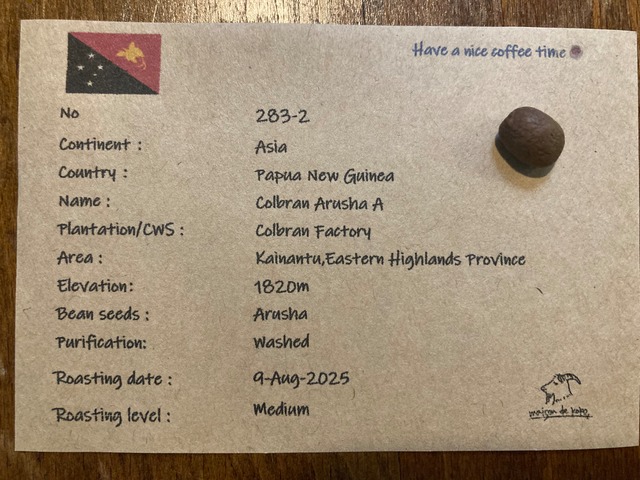 Have a nice coffee time
No 283-2
Continent : Asia
Country : Papua New Guinea
Name : Colbran Arusha A
Plantation/CWS : Colbran Factory
Area : Kainantu,Eastern Highlands Province
Elevation: 1820m
Bean seeds : Arusha
Purification: Washed
Roasting date : 9-Aug-2025
Roasting level : Medium
maison de koko